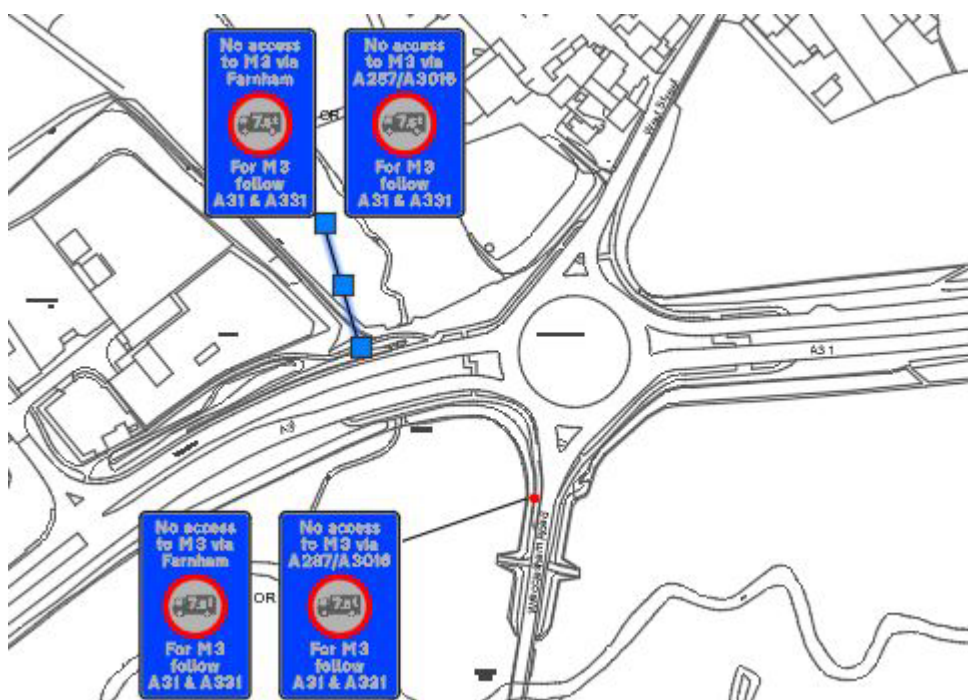 No access
to M3 via
Farnham
7.5t
For M3
follow
A31 & A331
OR
No access
to M3 via
A287/A3016
7.5t
For M3
follow
A31 & A331
West Street
A31
A3
No access
to M3 via
Farnham
7.5t
For M3
follow
A31 & A331
OR
No access
to M3 via
A287/A3016
7.5t
For M3
follow
A31 & A331
Road